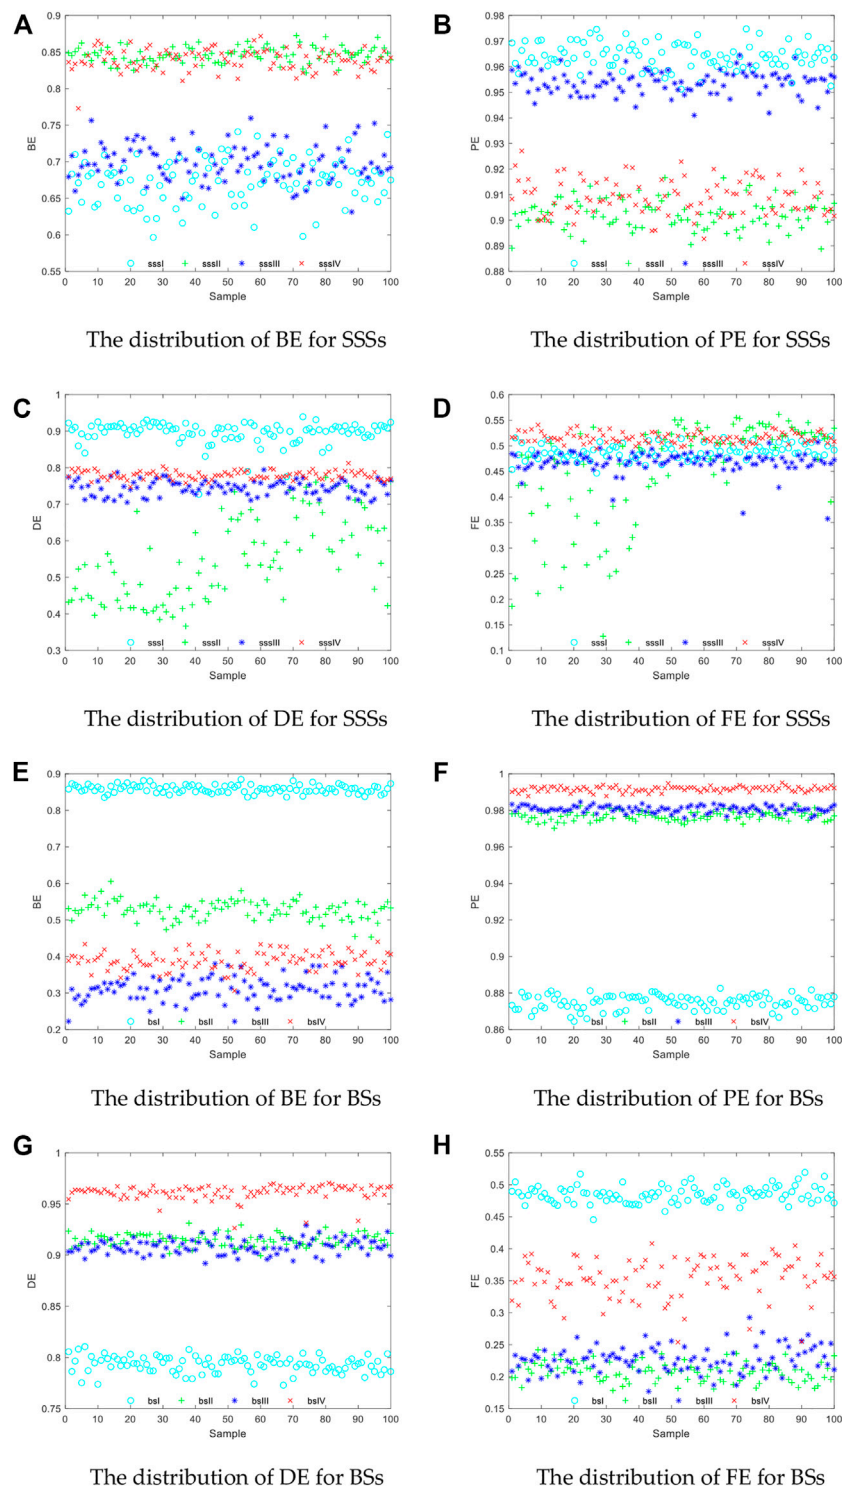 A
B
0.9
0.85
0.8
0.75
0.7
0.65
0.6
0.55
BE
0 10 20 30 40 50 60 70 80 90 100
sssI sssII sssIII sssIV
Sample
0.98
0.97
0.96
0.95
0.94
0.93
0.92
0.91
0.9
0.89
0.88
PE
0 10 20 30 40 50 60 70 80 90 100
sssI sssII sssIII sssIV
Sample
The distribution of BE for SSSs
The distribution of PE for SSSs
C
D
1
0.9
0.8
0.7
0.6
0.5
0.4
0.3
DE
0 10 20 30 40 50 60 70 80 90 100
sssI sssII sssIII sssIV
Sample
0.6
0.55
0.5
0.45
0.4
0.35
0.3
0.25
0.2
0.15
0.1
FE
0 10 20 30 40 50 60 70 80 90 100
sssI sssII sssIII sssIV
Sample
The distribution of DE for SSSs
The distribution of FE for SSSs
E
F
0.9
0.8
0.7
0.6
0.5
0.4
0.3
0.2
BE
0 10 20 30 40 50 60 70 80 90 100
bsI bsII bsIII bsIV
Sample
1
0.98
0.96
0.94
0.92
0.9
0.88
0.86
PE
0 10 20 30 40 50 60 70 80 90 100
bsI bsII bsIII bsIV
Sample
The distribution of BE for BSs
The distribution of PE for BSs
G
H
1
0.95
0.9
0.85
0.8
0.75
DE
0 10 20 30 40 50 60 70 80 90 100
bsI bsII bsIII bsIV
Sample
0.55
0.5
0.45
0.4
0.35
0.3
0.25
0.2
0.15
FE
0 10 20 30 40 50 60 70 80 90 100
bsI bsII bsIII bsIV
Sample
The distribution of DE for BSs
The distribution of FE for BSs